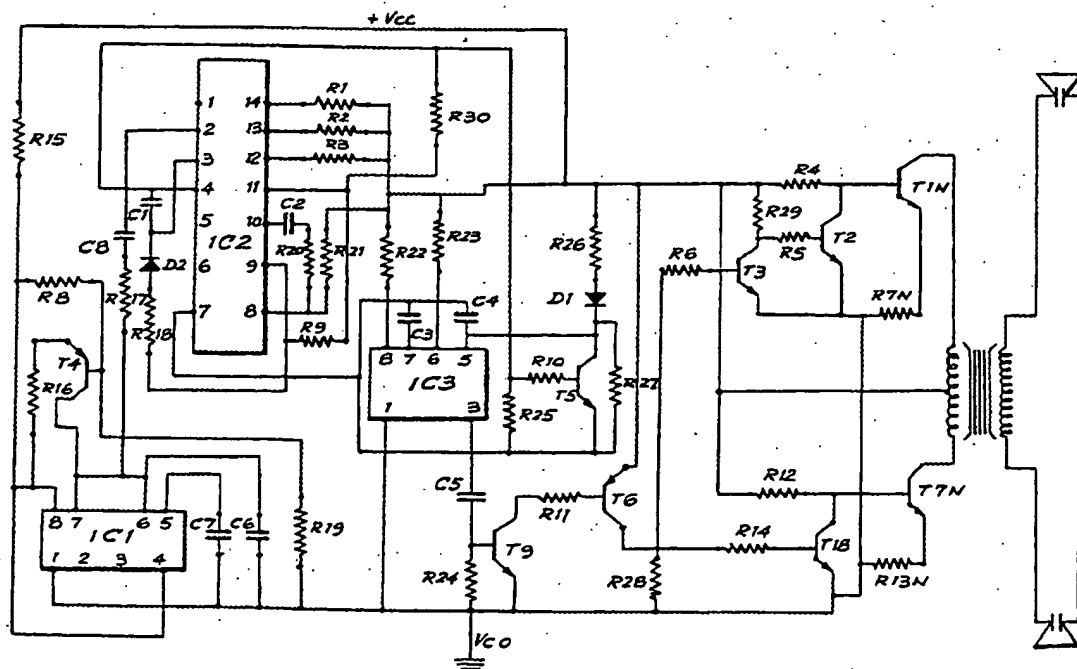 + Vcc
R15
1
2
3
4
5
6
7
14
13
12
11
10
9
8
IC2
R1
R2
R3
R30
C1
C2
C8
D2
R20
R21
R22
R23
R26
R4
T1N
R29
R5
T2
R6
T3
R7N
R8
R17
R18
R9
C3
C4
D1
T4
R16
8
7
6
5
IC3
1
3
R10
T5
R27
R25
C5
R12
T7N
R11
T6
8
7
6
5
IC1
1
2
3
4
C7
C6
R19
R24
T9
R14
T18
R28
R13N
Vco